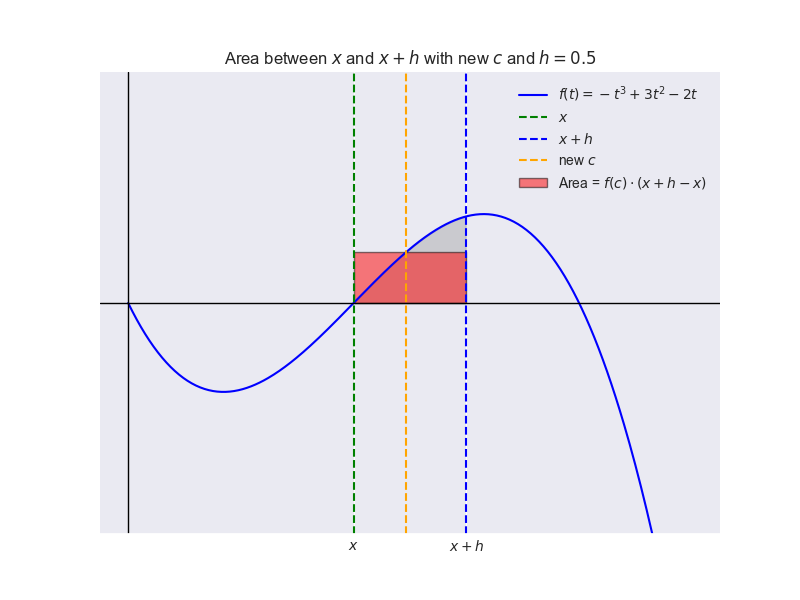 Area between x and x + h with new c and h = 0.5
f(t) = −t³ + 3t² − 2t
x
x + h
new c
Area = f(c) · (x + h − x)
x
x + h